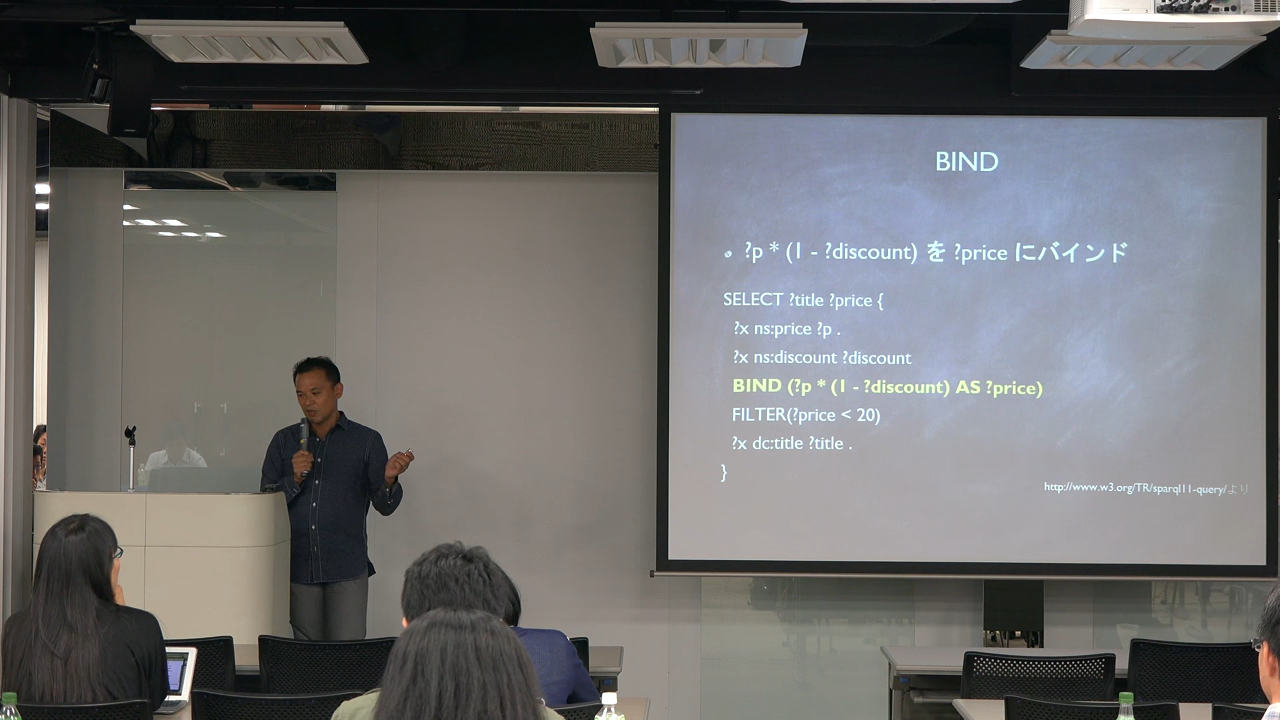 BIND
?p * (1 - ?discount) を ?price にバインド
SELECT ?title ?price {
?x ns:price ?p .
?x ns:discount ?discount
BIND (?p * (1 - ?discount) AS ?price)
FILTER(?price < 20)
?x dc:title ?title .
}
http://www.w3.org/TR/sparql11-query/より